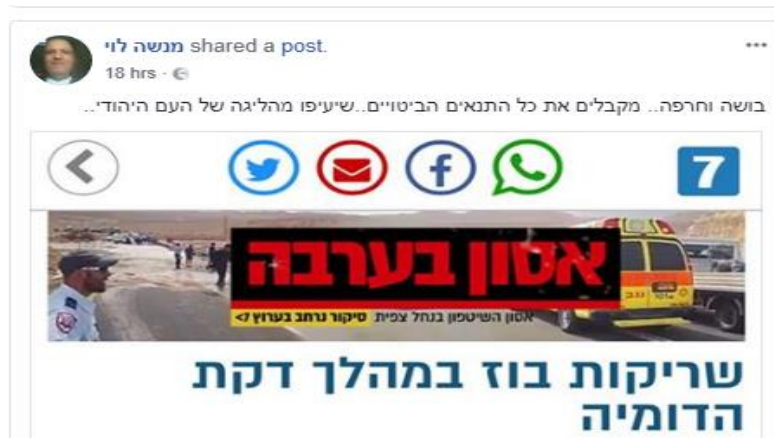 מנשה לוי shared a post.
18 hrs ·
בושה וחרפה.. מקבלים את כל התנאים הביטויים..שיעיפו מהליגה של העם היהודי..
7
אסון בערבה
אסון השיטפון בנחל צפית סיקור נרחב בערוץ 7>
שריקות בוז במהלך דקת
הדומיה